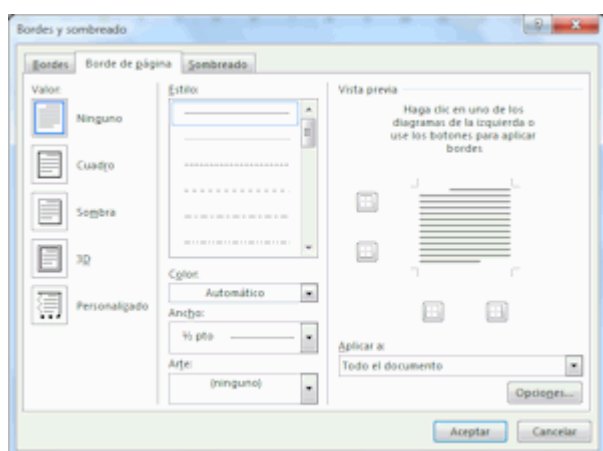 Bordes y sombreado
Bordes
Borde de página
Sombreado
Valor:
Ninguno
Cuadro
Sombra
3D
Personalizado
Estilo:
Color:
Automático
Ancho:
½ pto
Arte:
(ninguno)
Vista previa
Haga clic en uno de los
diagramas de la izquierda o
use los botones para aplicar
bordes
Aplicar a:
Todo el documento
Opciones...
Aceptar
Cancelar